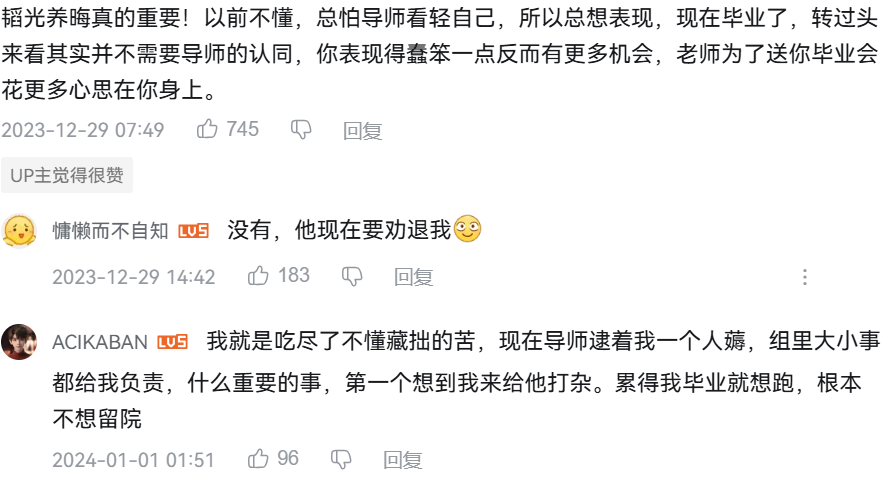 韬光养晦真的重要！以前不懂，总怕导师看轻自己，所以总想表现，现在毕业了，转过头
来看其实并不需要导师的认同，你表现得蠢笨一点反而有更多机会，老师为了送你毕业会
花更多心思在你身上。
2023-12-29 07:49 745 回复
UP主觉得很赞
慵懒而不自知 LV5 没有，他现在要劝退我
2023-12-29 14:42 183 回复
ACIKABAN LV5 我就是吃尽了不懂藏拙的苦，现在导师逮着我一个人薅，组里大小事
都给我负责，什么重要的事，第一个想到我来给他打杂。累得我毕业就想跑，根本
不想留院
2024-01-01 01:51 96 回复